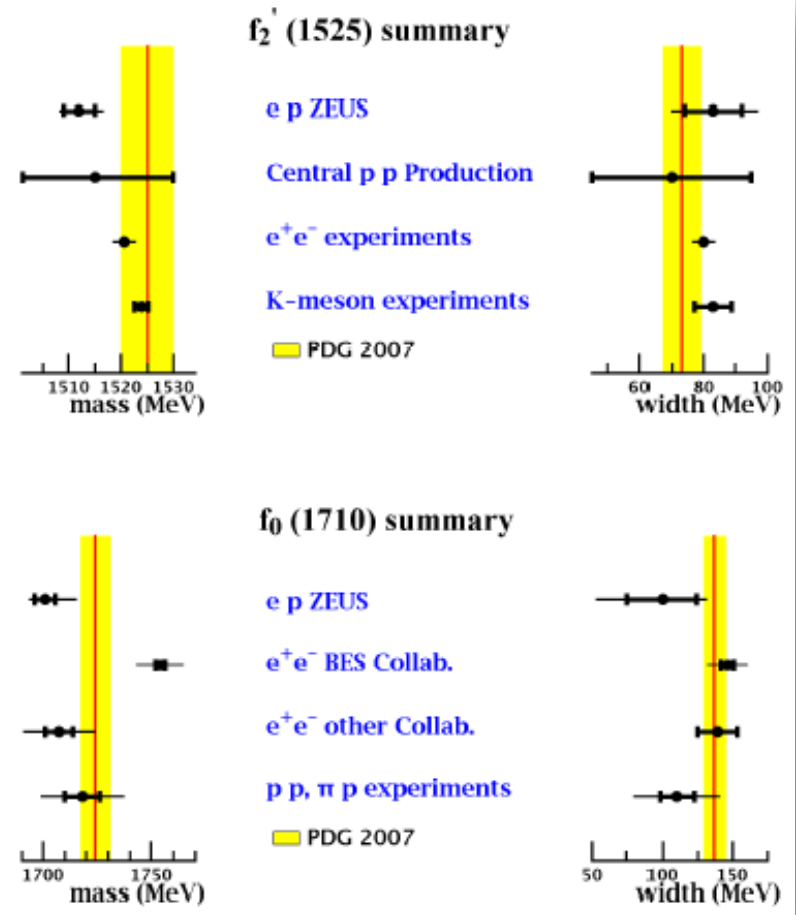 f₂' (1525) summary
e p ZEUS
Central p p Production
e⁺e⁻ experiments
K-meson experiments
PDG 2007
1510 1520 1530
mass (MeV)
60 80 100
width (MeV)
f₀ (1710) summary
e p ZEUS
e⁺e⁻ BES Collab.
e⁺e⁻ other Collab.
p p, π p experiments
PDG 2007
1700 1750
mass (MeV)
50 100 150
width (MeV)